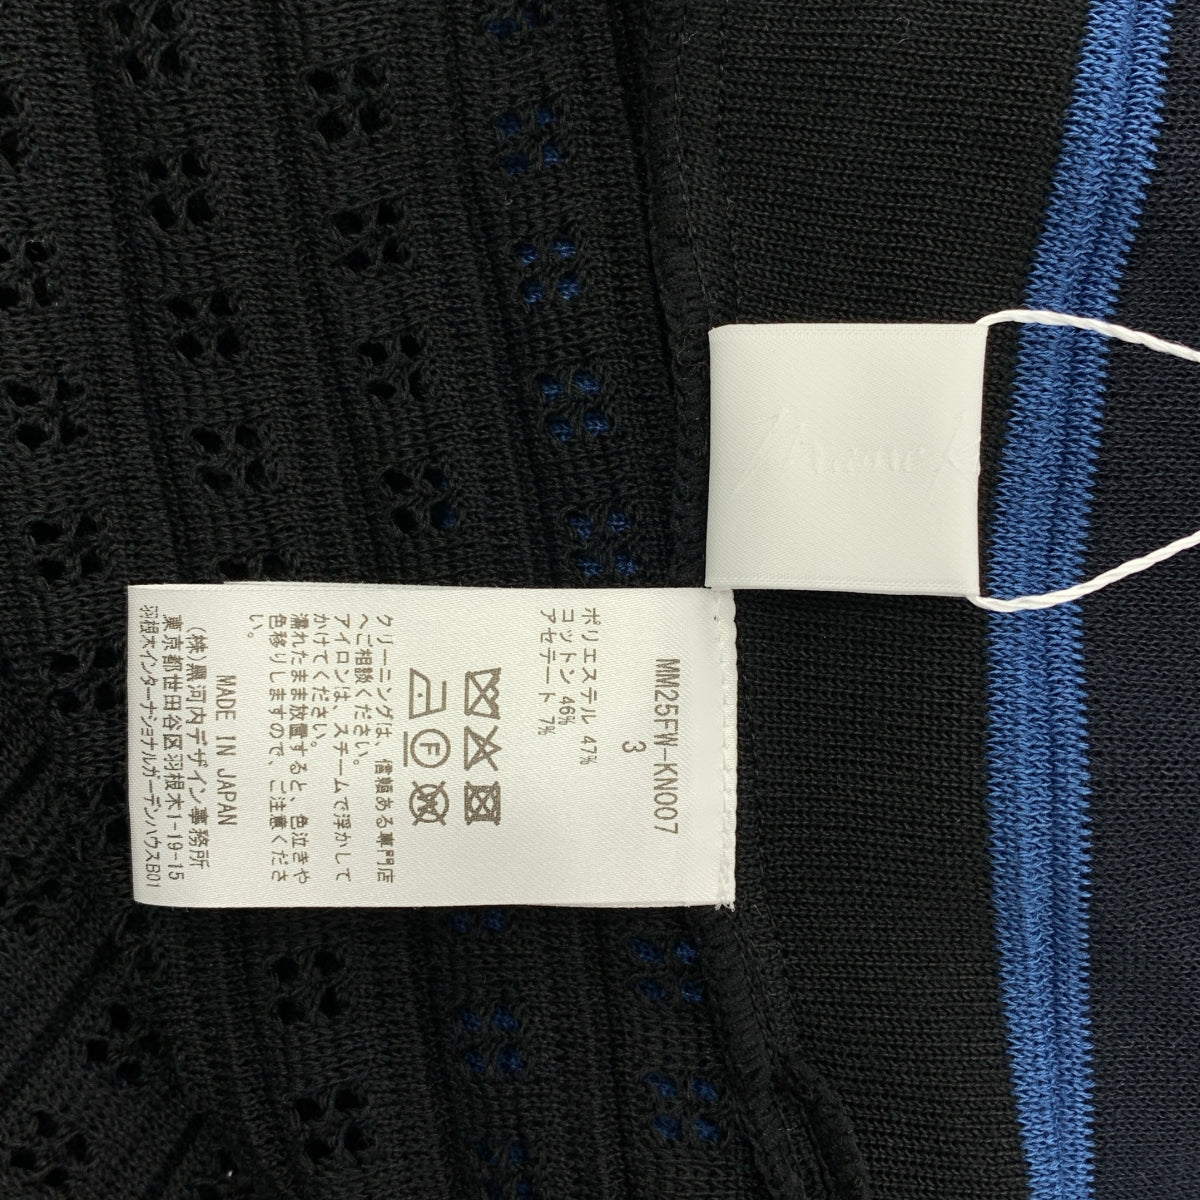 MM25FW-KN007
3
ポリエステル 47%
コットン 46%
アセテート 7%
F
クリーニングは、信頼ある専門店
へご相談ください。
アイロンは、スチームで浮かして
かけてください。
濡れたまま放置すると、色泣きや
色移りしますので、ご注意くださ
い。
MADE IN JAPAN
(株)黒河内デザイン事務所
東京都世田谷区羽根木1-19-15
羽根木インターナショナルガーデンハウスB01